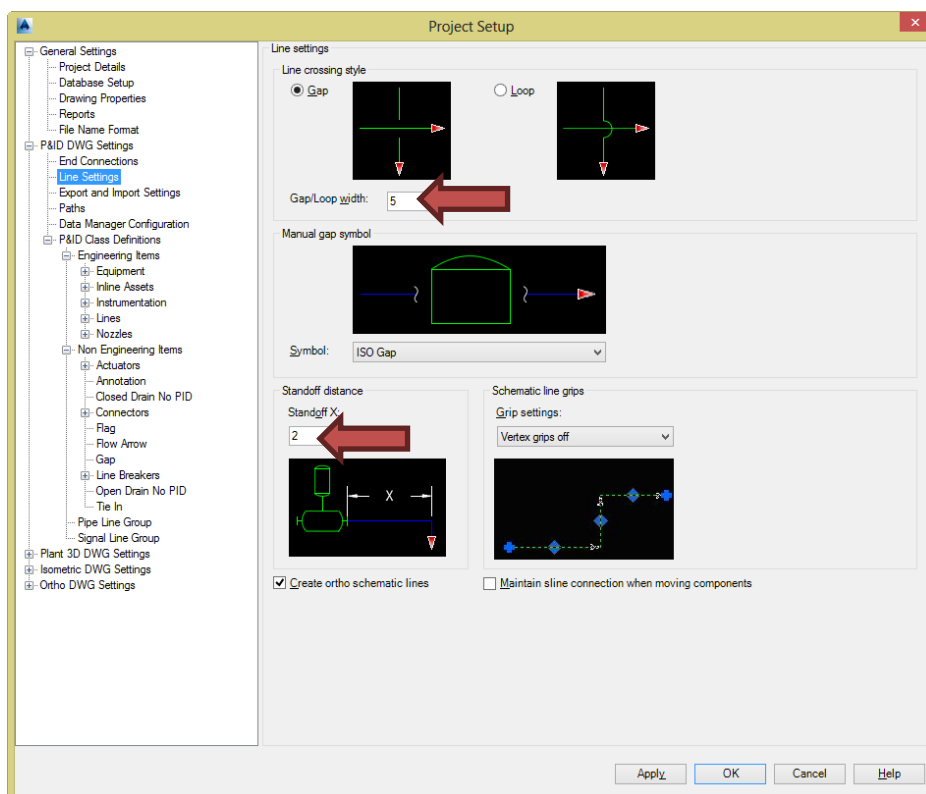 Project Setup
General Settings
Project Details
Database Setup
Drawing Properties
Reports
File Name Format
P&ID DWG Settings
End Connections
Line Settings
Export and Import Settings
Paths
Data Manager Configuration
P&ID Class Definitions
Engineering Items
Equipment
Inline Assets
Instrumentation
Lines
Nozzles
Non Engineering Items
Actuators
Annotation
Closed Drain No PID
Connectors
Flag
Flow Arrow
Gap
Line Breakers
Open Drain No PID
Tie In
Pipe Line Group
Signal Line Group
Plant 3D DWG Settings
Isometric DWG Settings
Ortho DWG Settings
Line settings
Line crossing style
Gap
Loop
Gap/Loop width: 5
Manual gap symbol
Symbol: ISO Gap
Standoff distance
Standoff X:
2
X
Schematic line grips
Grip settings:
Vertex grips off
Create ortho schematic lines
Maintain sline connection when moving components
Apply OK Cancel Help